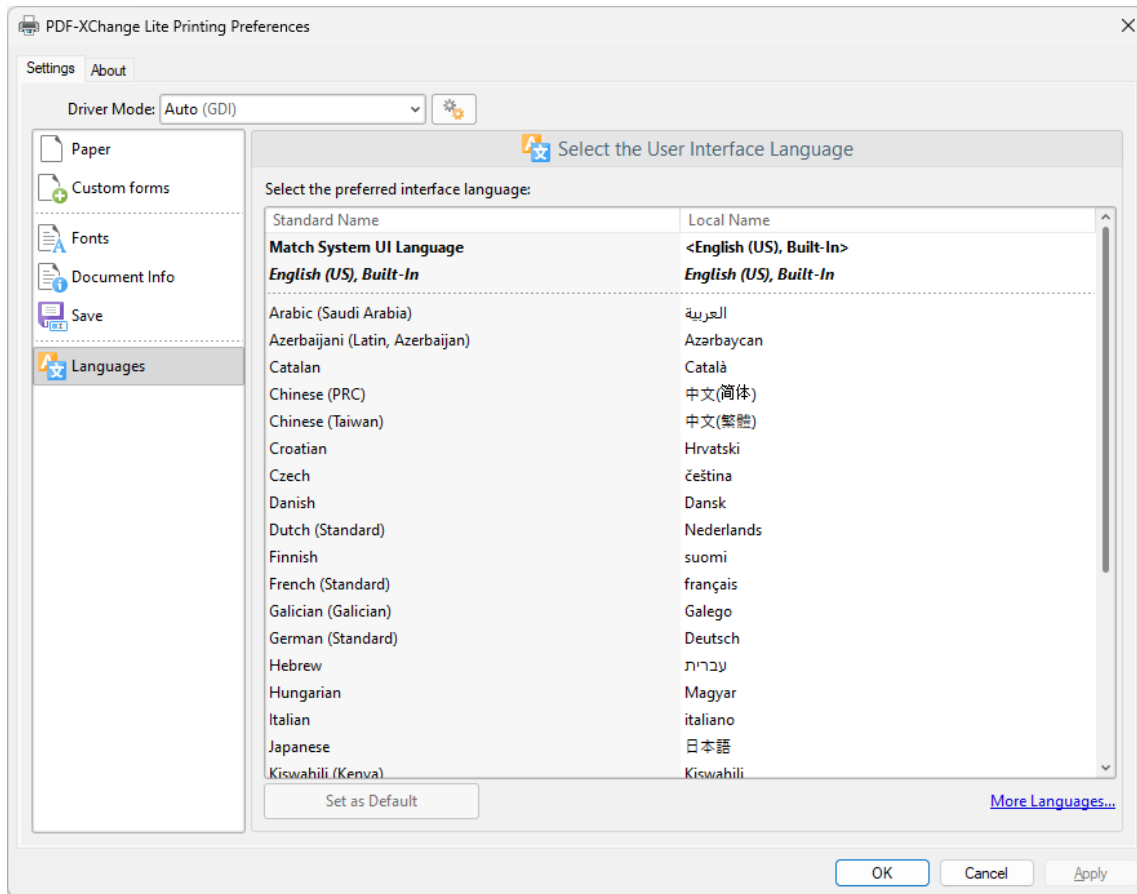 PDF-XChange Lite Printing Preferences
Settings About
Driver Mode: Auto (GDI)
Paper
Custom forms
Fonts
Document Info
Save
Languages
Select the User Interface Language
Select the preferred interface language:
Standard Name Local Name
Match System UI Language <English (US), Built-In>
English (US), Built-In English (US), Built-In
Arabic (Saudi Arabia) العربية
Azerbaijani (Latin, Azerbaijan) Azərbaycan
Catalan Català
Chinese (PRC) 中文(简体)
Chinese (Taiwan) 中文(繁體)
Croatian Hrvatski
Czech čeština
Danish Dansk
Dutch (Standard) Nederlands
Finnish suomi
French (Standard) français
Galician (Galician) Galego
German (Standard) Deutsch
Hebrew עברית
Hungarian Magyar
Italian italiano
Japanese 日本語
Kiswahili (Kenya) Kiswahili
Set as Default More Languages...
OK Cancel Apply